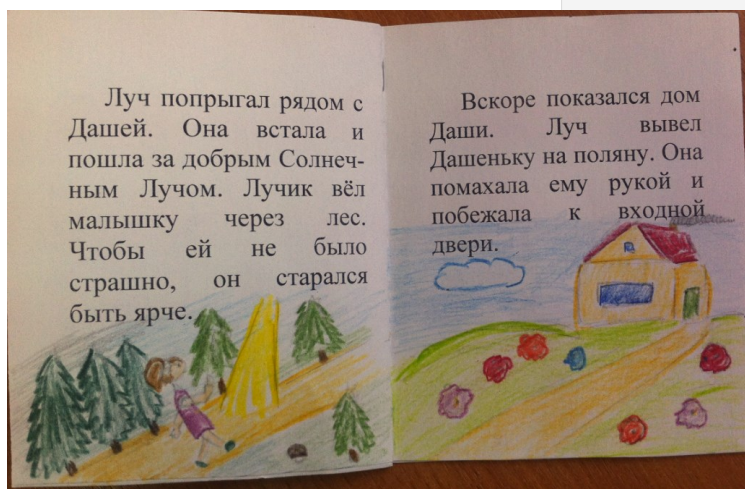 Луч попрыгал рядом с
Дашей. Она встала и
пошла за добрым Солнеч-
ным Лучом. Лучик вёл
малышку через лес.
Чтобы ей не было
страшно, он старался
быть ярче.
Вскоре показался дом
Даши. Луч вывел
Дашеньку на поляну. Она
помахала ему рукой и
побежала к входной
двери.